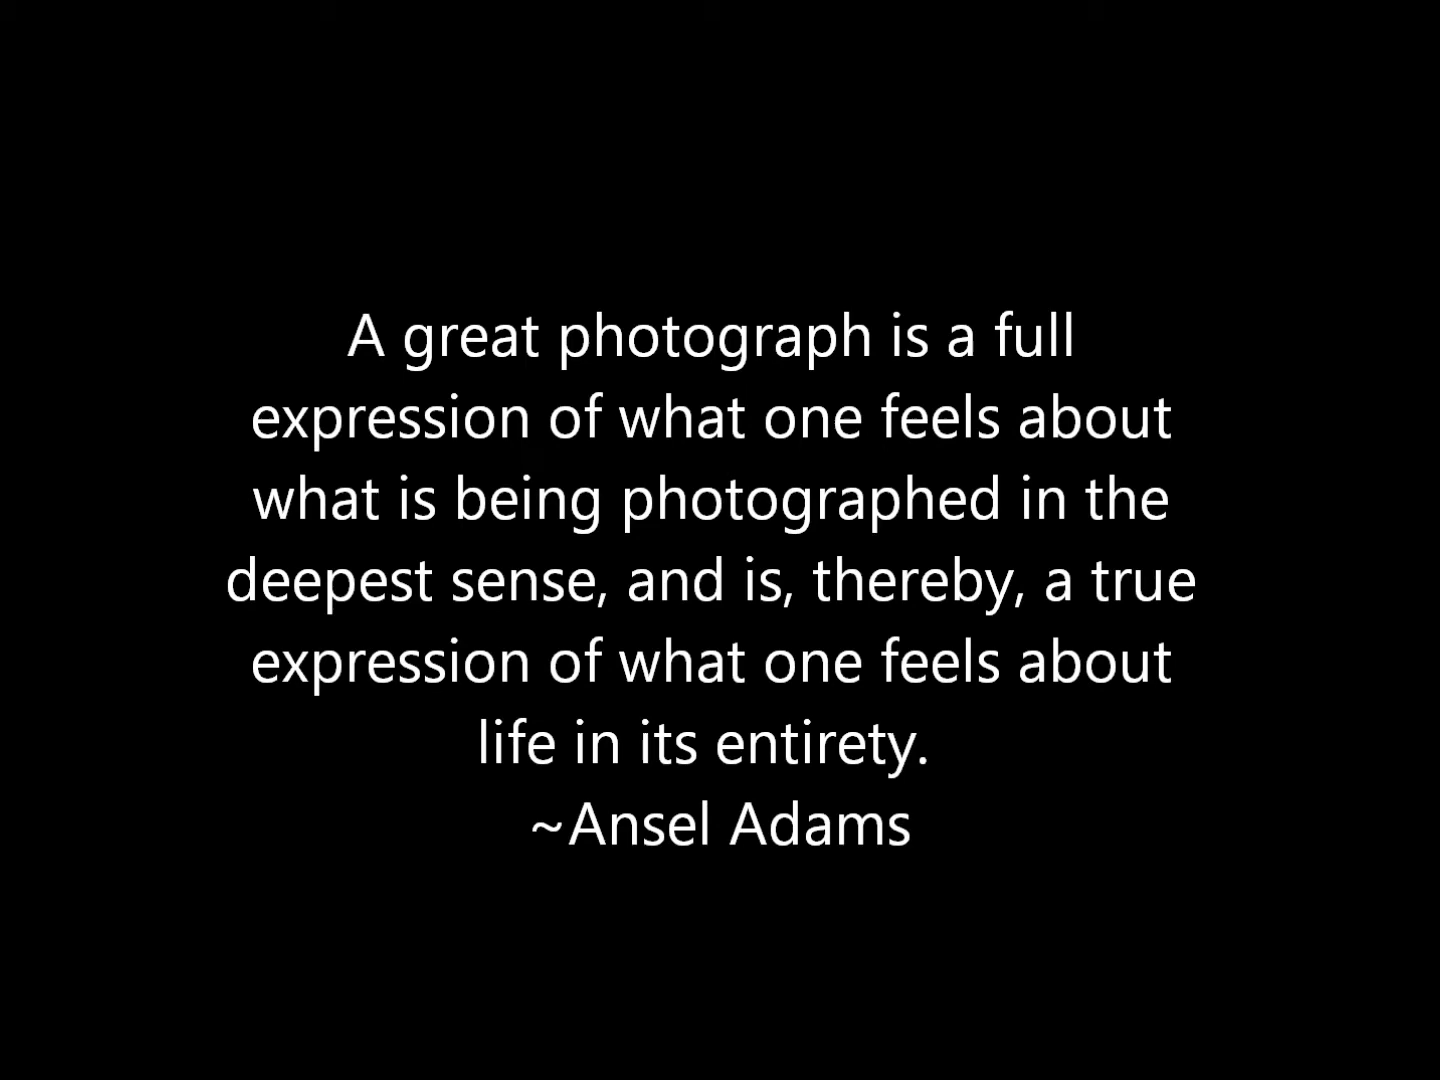 A great photograph is a full
expression of what one feels about
what is being photographed in the
deepest sense, and is, thereby, a true
expression of what one feels about
life in its entirety.
~Ansel Adams